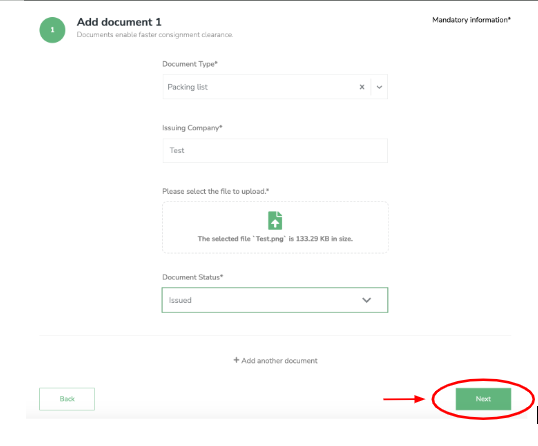 1
Add document 1
Mandatory information*
Documents enable faster consignment clearance.
Document Type*
Packing list
Issuing Company*
Test
Please select the file to upload.*
The selected file `Test.png` is 133.29 KB in size.
Document Status*
Issued
+ Add another document
Back
Next